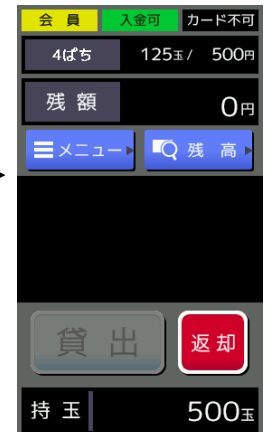 会員 入金可 カード不可
4ぱち 125玉/ 500円
残額 0円
メニュー 残高
貸出 返却
持玉 500玉